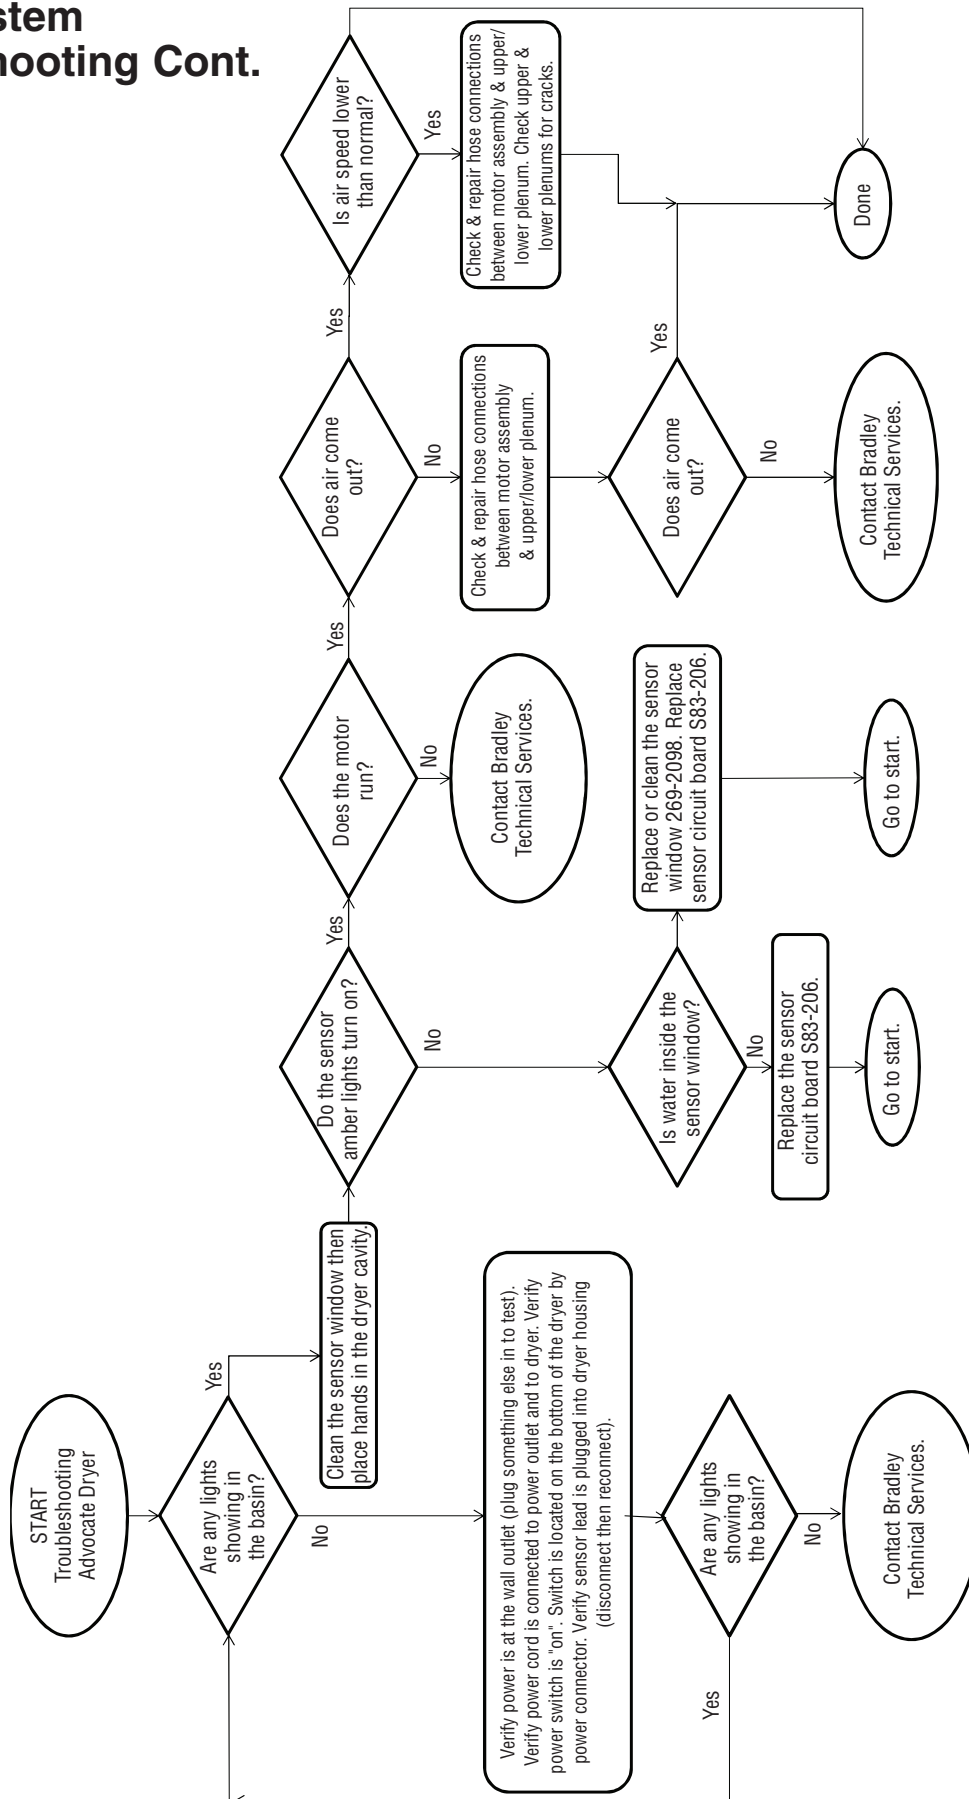 stem
hooting Cont.
START
Troubleshooting
Advocate Dryer
Are any lights
showing in
the basin?
Yes
No
Clean the sensor window then
place hands in the dryer cavity.
Verify power is at the wall outlet (plug something else in to test).
Verify power cord is connected to power outlet and to dryer. Verify
power switch is "on". Switch is located on the bottom of the dryer by
power connector. Verify sensor lead is plugged into dryer housing
(disconnect then reconnect).
Are any lights
showing in
the basin?
Yes
No
Contact Bradley
Technical Services.
Do the sensor
amber lights turn on?
Yes
No
Is water inside the
sensor window?
No
Replace the sensor
circuit board S83-206.
Go to start.
Replace or clean the sensor
window 269-2098. Replace
sensor circuit board S83-206.
Go to start.
Does the motor
run?
Yes
No
Contact Bradley
Technical Services.
Does air come
out?
Yes
No
Check & repair hose connections
between motor assembly
& upper/lower plenum.
Does air come
out?
Yes
No
Contact Bradley
Technical Services.
Is air speed lower
than normal?
Yes
Check & repair hose connections
between motor assembly & upper/
lower plenum. Check upper &
lower plenums for cracks.
Done